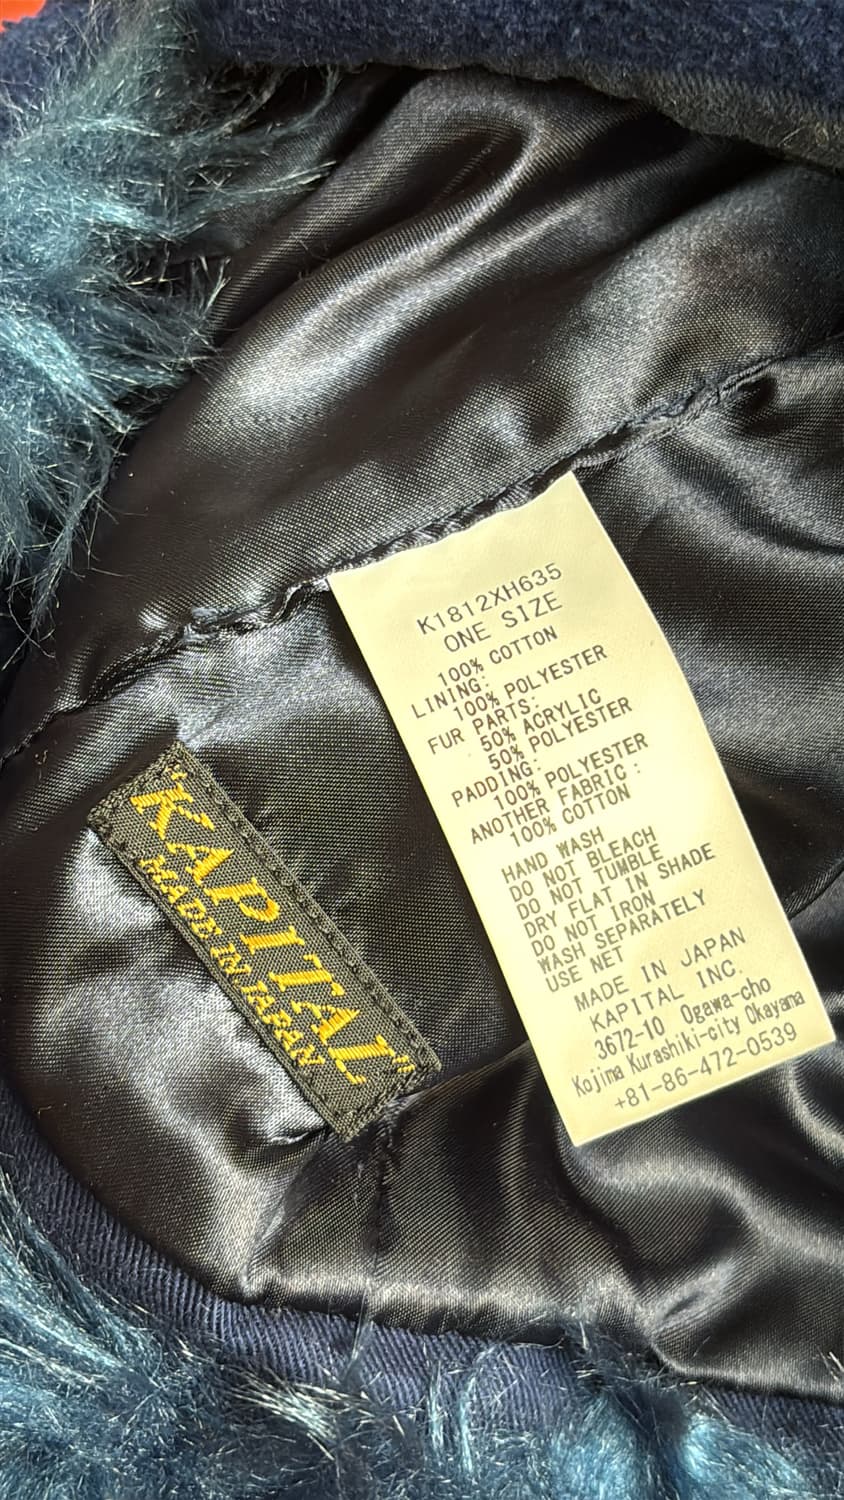 "KAPITAL"
MADE IN JAPAN
K1812XH635
ONE SIZE
100% COTTON
LINING:
100% POLYESTER
FUR PARTS:
50% ACRYLIC
50% POLYESTER
PADDING:
100% POLYESTER
ANOTHER FABRIC:
100% COTTON
HAND WASH
DO NOT BLEACH
DO NOT TUMBLE
DRY FLAT IN SHADE
DO NOT IRON
WASH SEPARATELY
USE NET
MADE IN JAPAN
KAPITAL INC.
3672-10 Ogawa-cho
Kojima Kurashiki-city Okayama
+81-86-472-0539